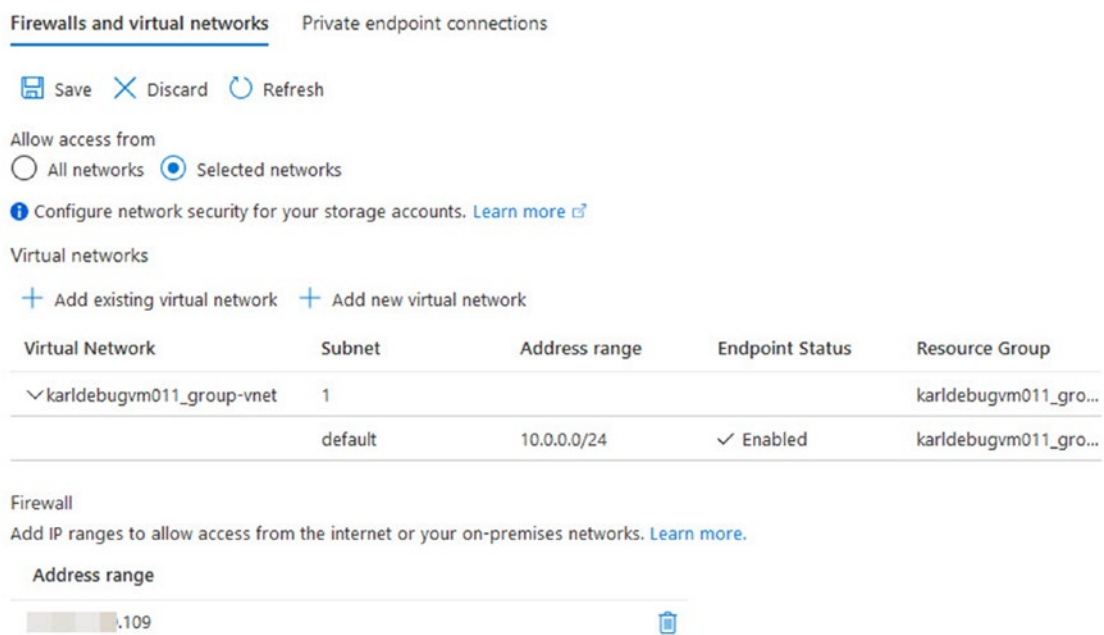 Firewalls and virtual networks Private endpoint connections
Save Discard Refresh
Allow access from
All networks Selected networks
Configure network security for your storage accounts. Learn more
Virtual networks
Add existing virtual network Add new virtual network
Virtual Network Subnet Address range Endpoint Status Resource Group
karldebugvm011_group-vnet 1 karldebugvm011_gro...
default 10.0.0.0/24 Enabled karldebugvm011_gro...
Firewall
Add IP ranges to allow access from the internet or your on-premises networks. Learn more.
Address range
.109